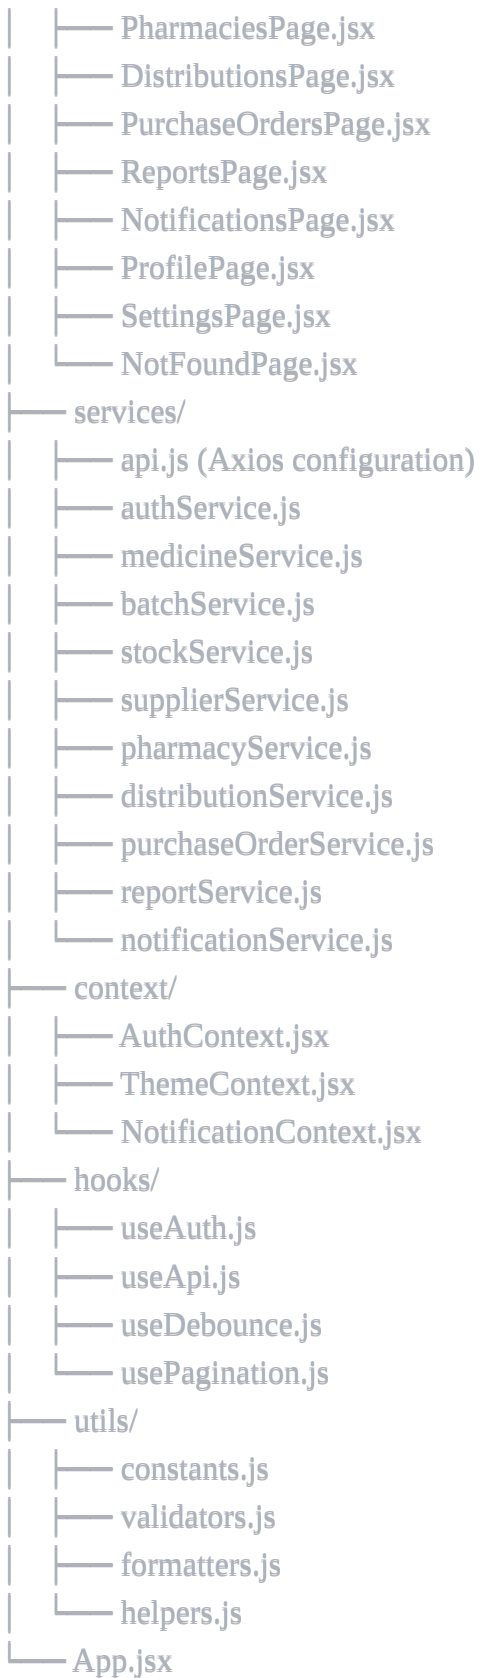 │   ├── PharmaciesPage.jsx
│   ├── DistributionsPage.jsx
│   ├── PurchaseOrdersPage.jsx
│   ├── ReportsPage.jsx
│   ├── NotificationsPage.jsx
│   ├── ProfilePage.jsx
│   ├── SettingsPage.jsx
│   └── NotFoundPage.jsx
├── services/
│   ├── api.js (Axios configuration)
│   ├── authService.js
│   ├── medicineService.js
│   ├── batchService.js
│   ├── stockService.js
│   ├── supplierService.js
│   ├── pharmacyService.js
│   ├── distributionService.js
│   ├── purchaseOrderService.js
│   ├── reportService.js
│   └── notificationService.js
├── context/
│   ├── AuthContext.jsx
│   ├── ThemeContext.jsx
│   └── NotificationContext.jsx
├── hooks/
│   ├── useAuth.js
│   ├── useApi.js
│   ├── useDebounce.js
│   └── usePagination.js
├── utils/
│   ├── constants.js
│   ├── validators.js
│   ├── formatters.js
│   └── helpers.js
└── App.jsx